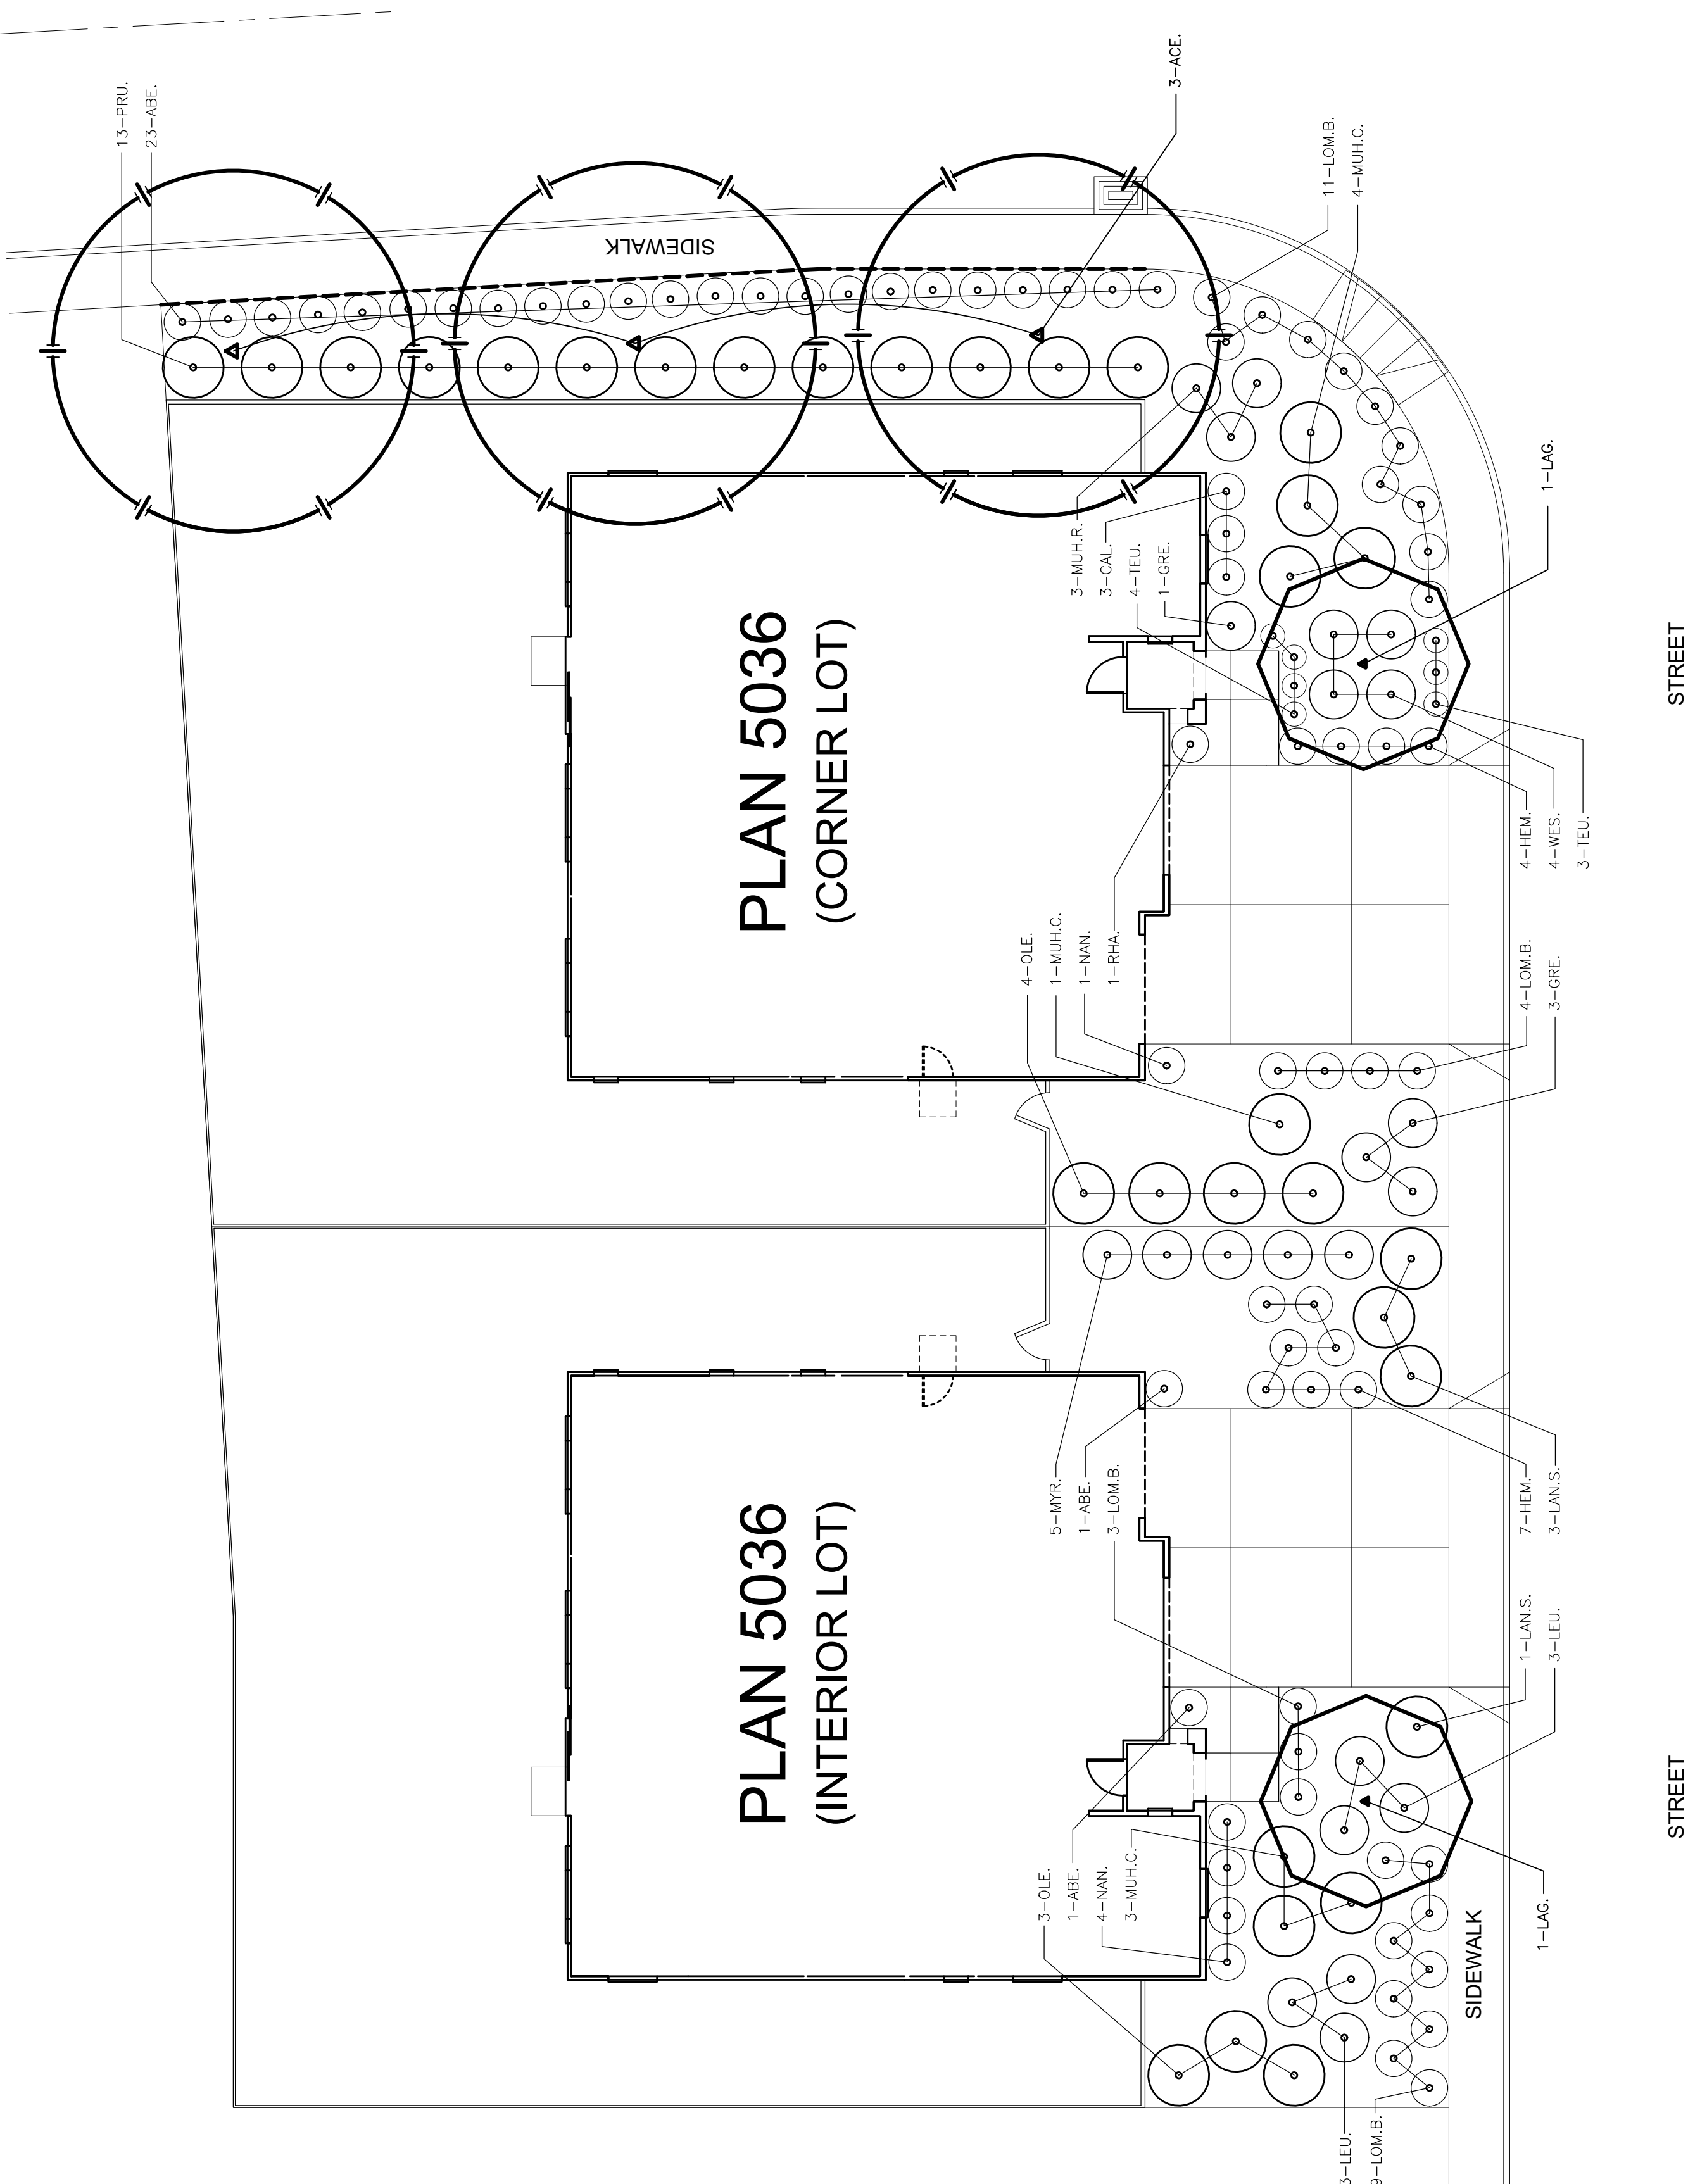 13-PRU.
23-ABE.
3-ACE.
SIDEWALK
11-LOM.B.
4-MUH.C.
1-LAG.
3-MUH.R.
3-CAL.
4-TEU.
1-GRE.
PLAN 5036
(CORNER LOT)
STREET
4-HEM.
4-WES.
3-TEU.
4-OLE.
1-MUH.C.
1-NAN.
1-RHA.
4-LOM.B.
3-GRE.
5-MYR.
1-ABE.
3-LOM.B.
7-HEM.
3-LAN.S.
PLAN 5036
(INTERIOR LOT)
1-LAN.S.
3-LEU.
STREET
3-OLE.
1-ABE.
4-NAN.
3-MUH.C.
1-LAG.
SIDEWALK
3-LEU.
9-LOM.B.